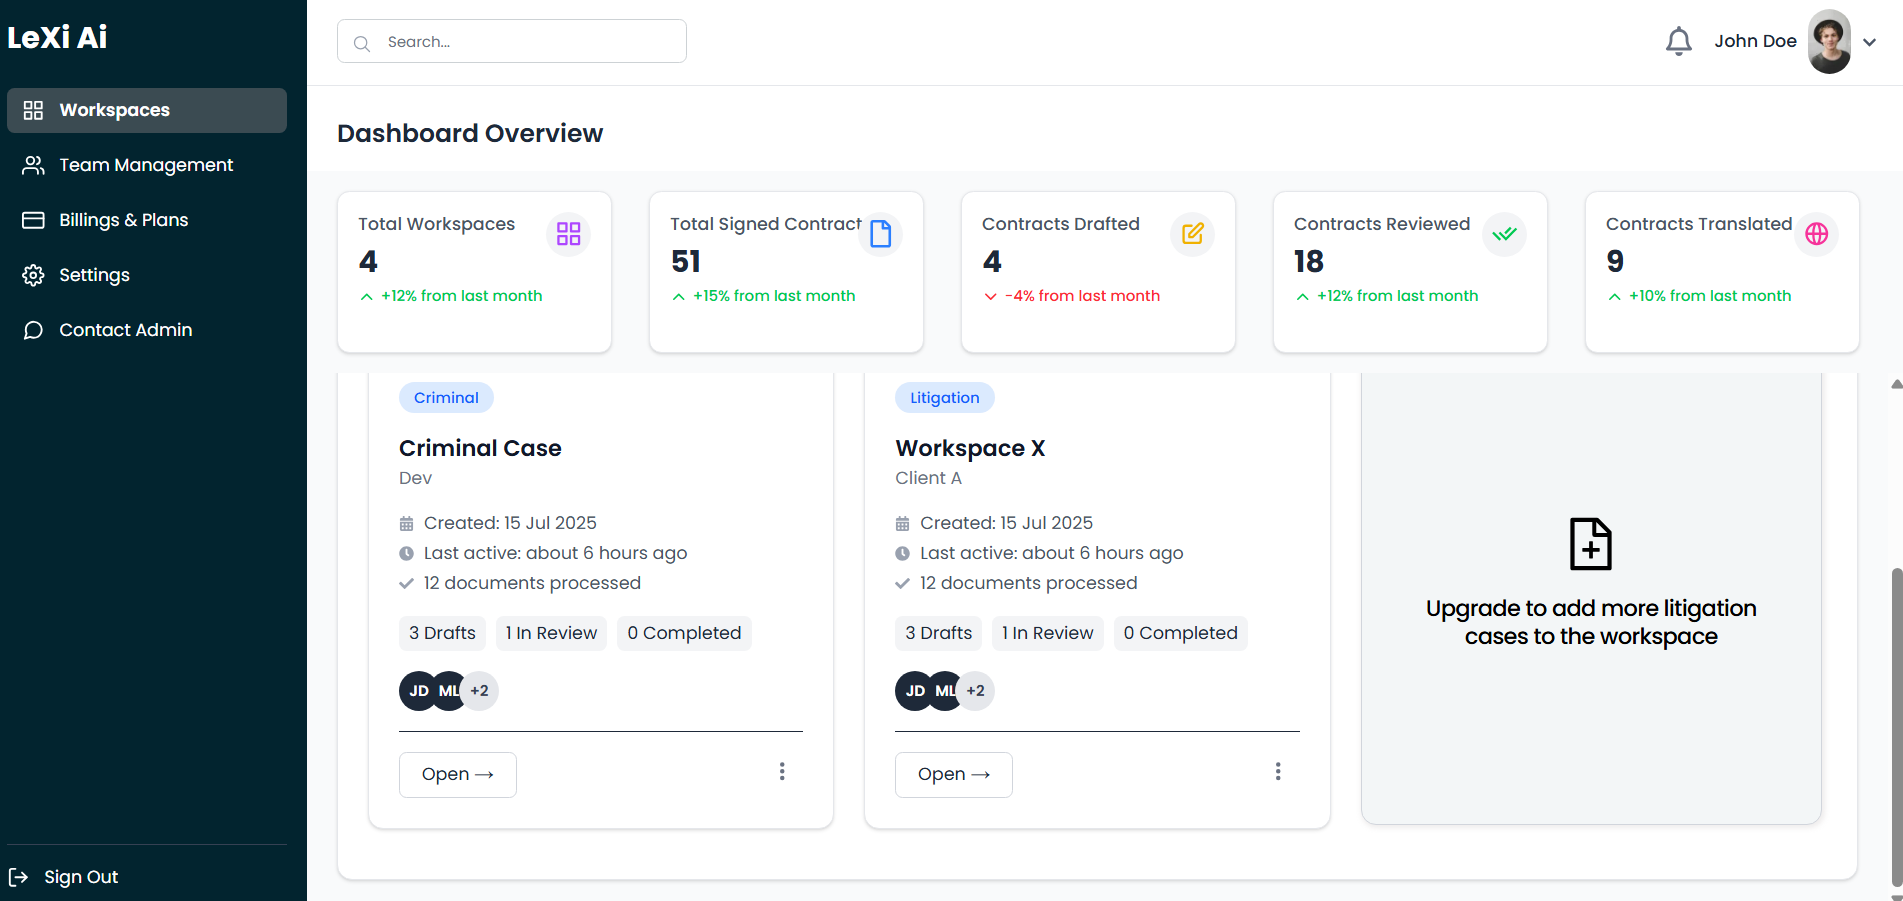 LeXi Ai
Workspaces
Team Management
Billings & Plans
Settings
Contact Admin
Sign Out
Search...
John Doe
Dashboard Overview
Total Workspaces
4
+12% from last month
Total Signed Contract
51
+15% from last month
Contracts Drafted
4
-4% from last month
Contracts Reviewed
18
+12% from last month
Contracts Translated
9
+10% from last month
Criminal
Criminal Case
Dev
Created: 15 Jul 2025
Last active: about 6 hours ago
12 documents processed
3 Drafts 1 In Review 0 Completed
JD ML +2
Open →
Litigation
Workspace X
Client A
Created: 15 Jul 2025
Last active: about 6 hours ago
12 documents processed
3 Drafts 1 In Review 0 Completed
JD ML +2
Open →
Upgrade to add more litigation
cases to the workspace